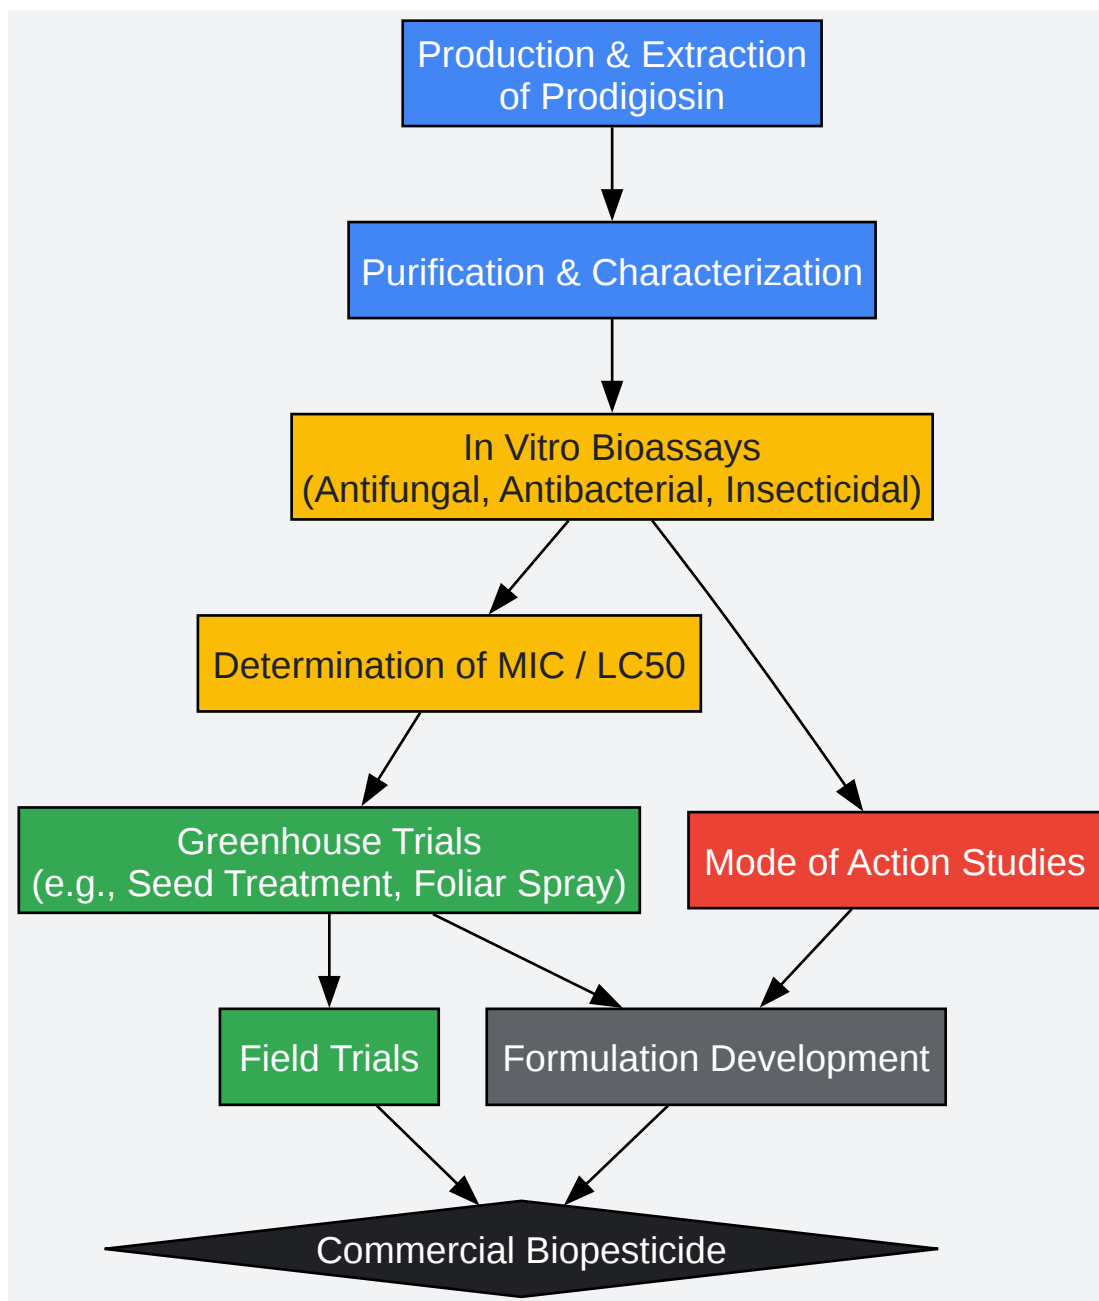 Production & Extraction
of Prodigiosin
Purification & Characterization
In Vitro Bioassays
(Antifungal, Antibacterial, Insecticidal)
Determination of MIC / LC50
Greenhouse Trials
(e.g., Seed Treatment, Foliar Spray)
Mode of Action Studies
Field Trials
Formulation Development
Commercial Biopesticide